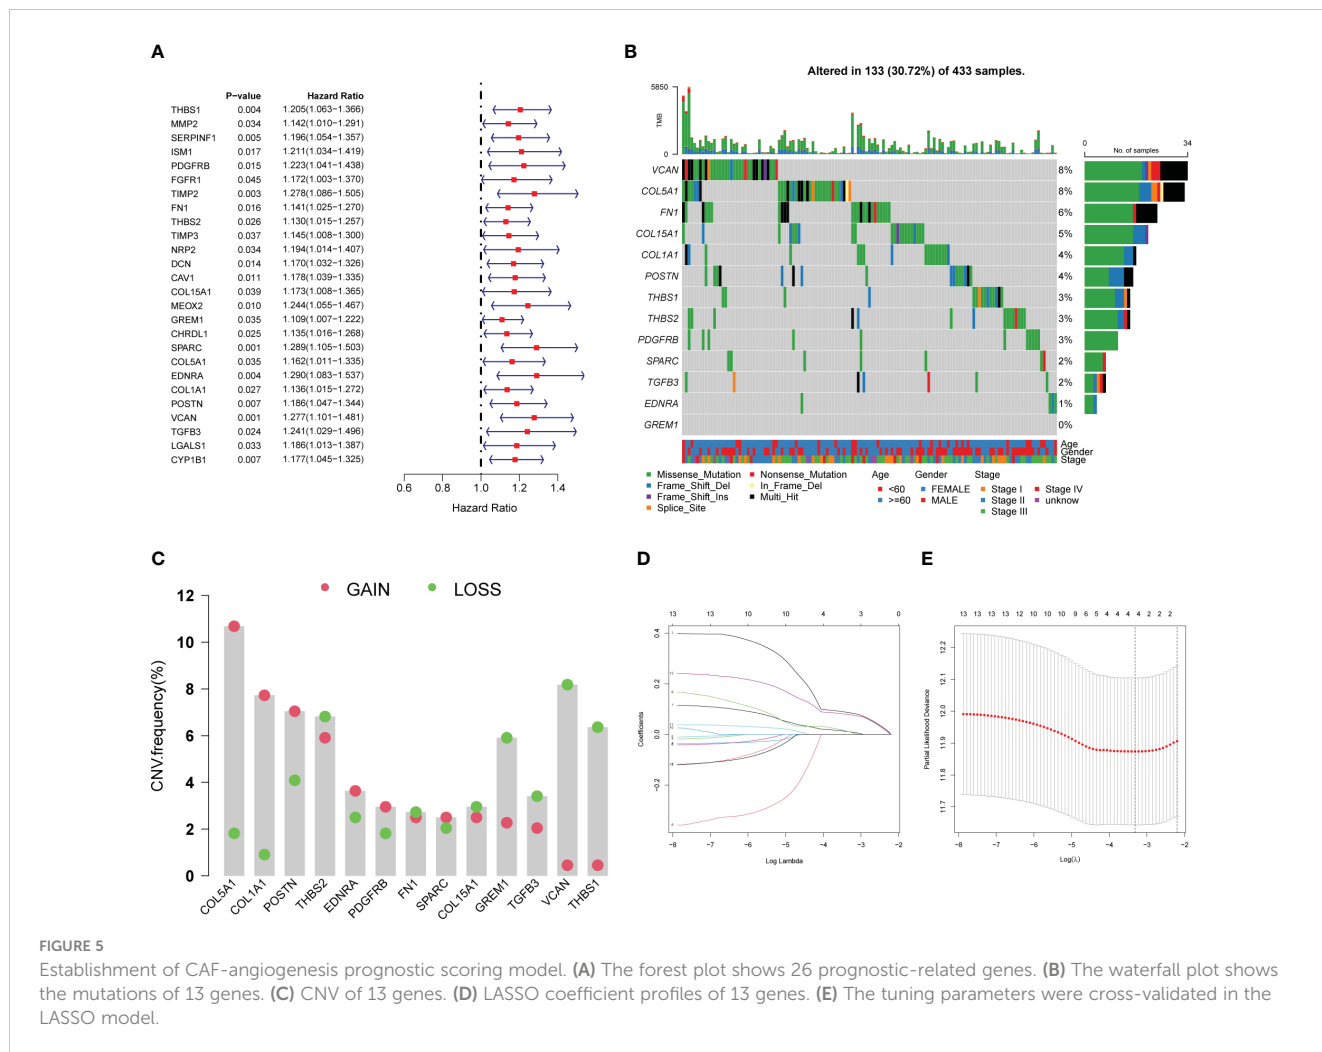 A
P-value Hazard Ratio
THBS1 0.004 1.205(1.063-1.366)
MMP2 0.034 1.142(1.010-1.291)
SERPINF1 0.005 1.196(1.054-1.357)
ISM1 0.017 1.211(1.034-1.419)
PDGFRB 0.015 1.223(1.041-1.438)
FGFR1 0.045 1.172(1.003-1.370)
TIMP2 0.003 1.278(1.086-1.505)
FN1 0.016 1.141(1.025-1.270)
THBS2 0.026 1.130(1.015-1.257)
TIMP3 0.037 1.145(1.008-1.300)
NRP2 0.034 1.194(1.014-1.407)
DCN 0.014 1.170(1.032-1.326)
CAV1 0.011 1.178(1.039-1.335)
COL15A1 0.039 1.173(1.008-1.365)
MEOX2 0.010 1.244(1.055-1.467)
GREM1 0.035 1.109(1.007-1.222)
CHRDL1 0.025 1.135(1.016-1.268)
SPARC 0.001 1.289(1.105-1.503)
COL5A1 0.035 1.162(1.011-1.335)
EDNRA 0.004 1.290(1.083-1.537)
COL1A1 0.027 1.136(1.015-1.272)
POSTN 0.007 1.186(1.047-1.344)
VCAN 0.001 1.277(1.101-1.481)
TGFB3 0.024 1.241(1.029-1.496)
LGALS1 0.033 1.186(1.013-1.387)
CYP1B1 0.007 1.177(1.045-1.325)
0.6 0.8 1.0 1.2 1.4
Hazard Ratio
B
Altered in 133 (30.72%) of 433 samples.
5850
TMB
0
0 34
No. of samples
VCAN 8%
COL5A1 8%
FN1 6%
COL15A1 5%
COL1A1 4%
POSTN 4%
THBS1 3%
THBS2 3%
PDGFRB 3%
SPARC 2%
TGFB3 2%
EDNRA 1%
GREM1 0%
Age
Gender
Stage
Missense_Mutation Nonsense_Mutation Age Gender Stage
Frame_Shift_Del In_Frame_Del <60 FEMALE Stage I Stage IV
Frame_Shift_Ins Multi_Hit >=60 MALE Stage II unknow
Splice_Site Stage III
C
GAIN LOSS
CNV.frequency(%)
12
10
8
6
4
2
0
COL5A1 COL1A1 POSTN THBS2 EDNRA PDGFRB FN1 SPARC COL15A1 GREM1 TGFB3 VCAN THBS1
D
13 13 10 10 4 3 0
Coefficients
0.4
0.2
0.0
-0.2
-8 -7 -6 -5 -4 -3 -2
Log Lambda
E
13 13 13 12 10 10 10 9 6 5 4 4 4 4 2 2 2
Partial Likelihood Deviance
12.2
12.1
12.0
11.9
11.8
11.7
-8 -7 -6 -5 -4 -3 -2
Log(λ)
FIGURE 5
Establishment of CAF-angiogenesis prognostic scoring model. (A) The forest plot shows 26 prognostic-related genes. (B) The waterfall plot shows
the mutations of 13 genes. (C) CNV of 13 genes. (D) LASSO coefficient profiles of 13 genes. (E) The tuning parameters were cross-validated in the
LASSO model.